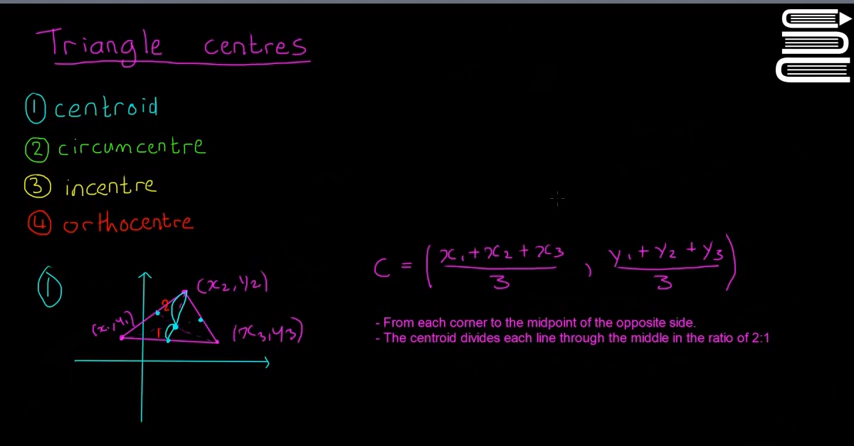 Triangle centres
① centroid
② circumcentre
③ incentre
④ orthocentre
①
(x₂,y₂)
(x₁,y₁)
2
1
(x₃,y₃)
C = ( x₁ + x₂ + x₃ / 3 , y₁ + y₂ + y₃ / 3 )
- From each corner to the midpoint of the opposite side.
- The centroid divides each line through the middle in the ratio of 2:1